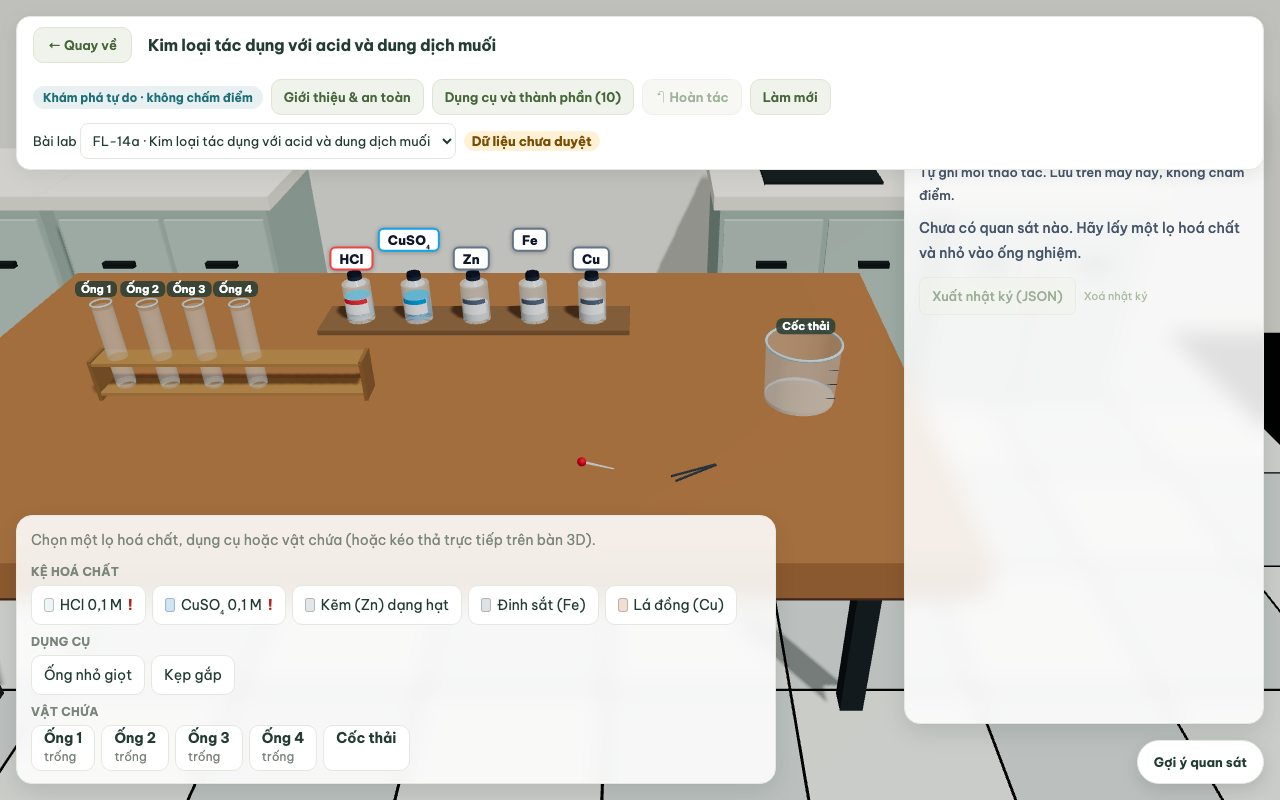 ← Quay về
Kim loại tác dụng với acid và dung dịch muối
Khám phá tự do · không chấm điểm
Giới thiệu & an toàn
Dụng cụ và thành phần (10)
↰ Hoàn tác
Làm mới
Bài lab
FL-14a · Kim loại tác dụng với acid và dung dịch muối
Dữ liệu chưa duyệt
Tự ghi mỗi thao tác. Lưu trên máy này, không chấm
điểm.
Chưa có quan sát nào. Hãy lấy một lọ hoá chất
và nhỏ vào ống nghiệm.
Xuất nhật ký (JSON)
Xoá nhật ký
HCl
CuSO₄
Zn
Fe
Cu
Ống 1
Ống 2
Ống 3
Ống 4
Cốc thải
Chọn một lọ hoá chất, dụng cụ hoặc vật chứa (hoặc kéo thả trực tiếp trên bàn 3D).
KỆ HOÁ CHẤT
HCl 0,1 M !
CuSO₄ 0,1 M !
Kẽm (Zn) dạng hạt
Đinh sắt (Fe)
Lá đồng (Cu)
DỤNG CỤ
Ống nhỏ giọt
Kẹp gắp
VẬT CHỨA
Ống 1
trống
Ống 2
trống
Ống 3
trống
Ống 4
trống
Cốc thải
Gợi ý quan sát